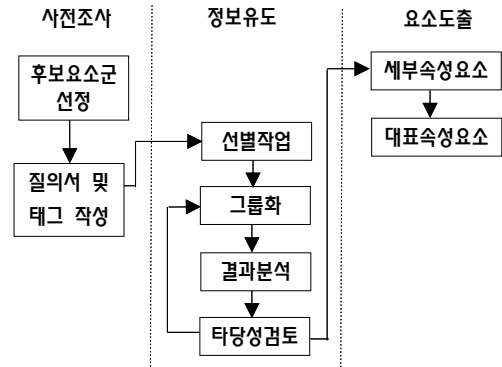 사전조사
정보유도
요소도출
후보요소군
선정
질의서 및
태그 작성
선별작업
그룹화
결과분석
타당성검토
세부속성요소
대표속성요소